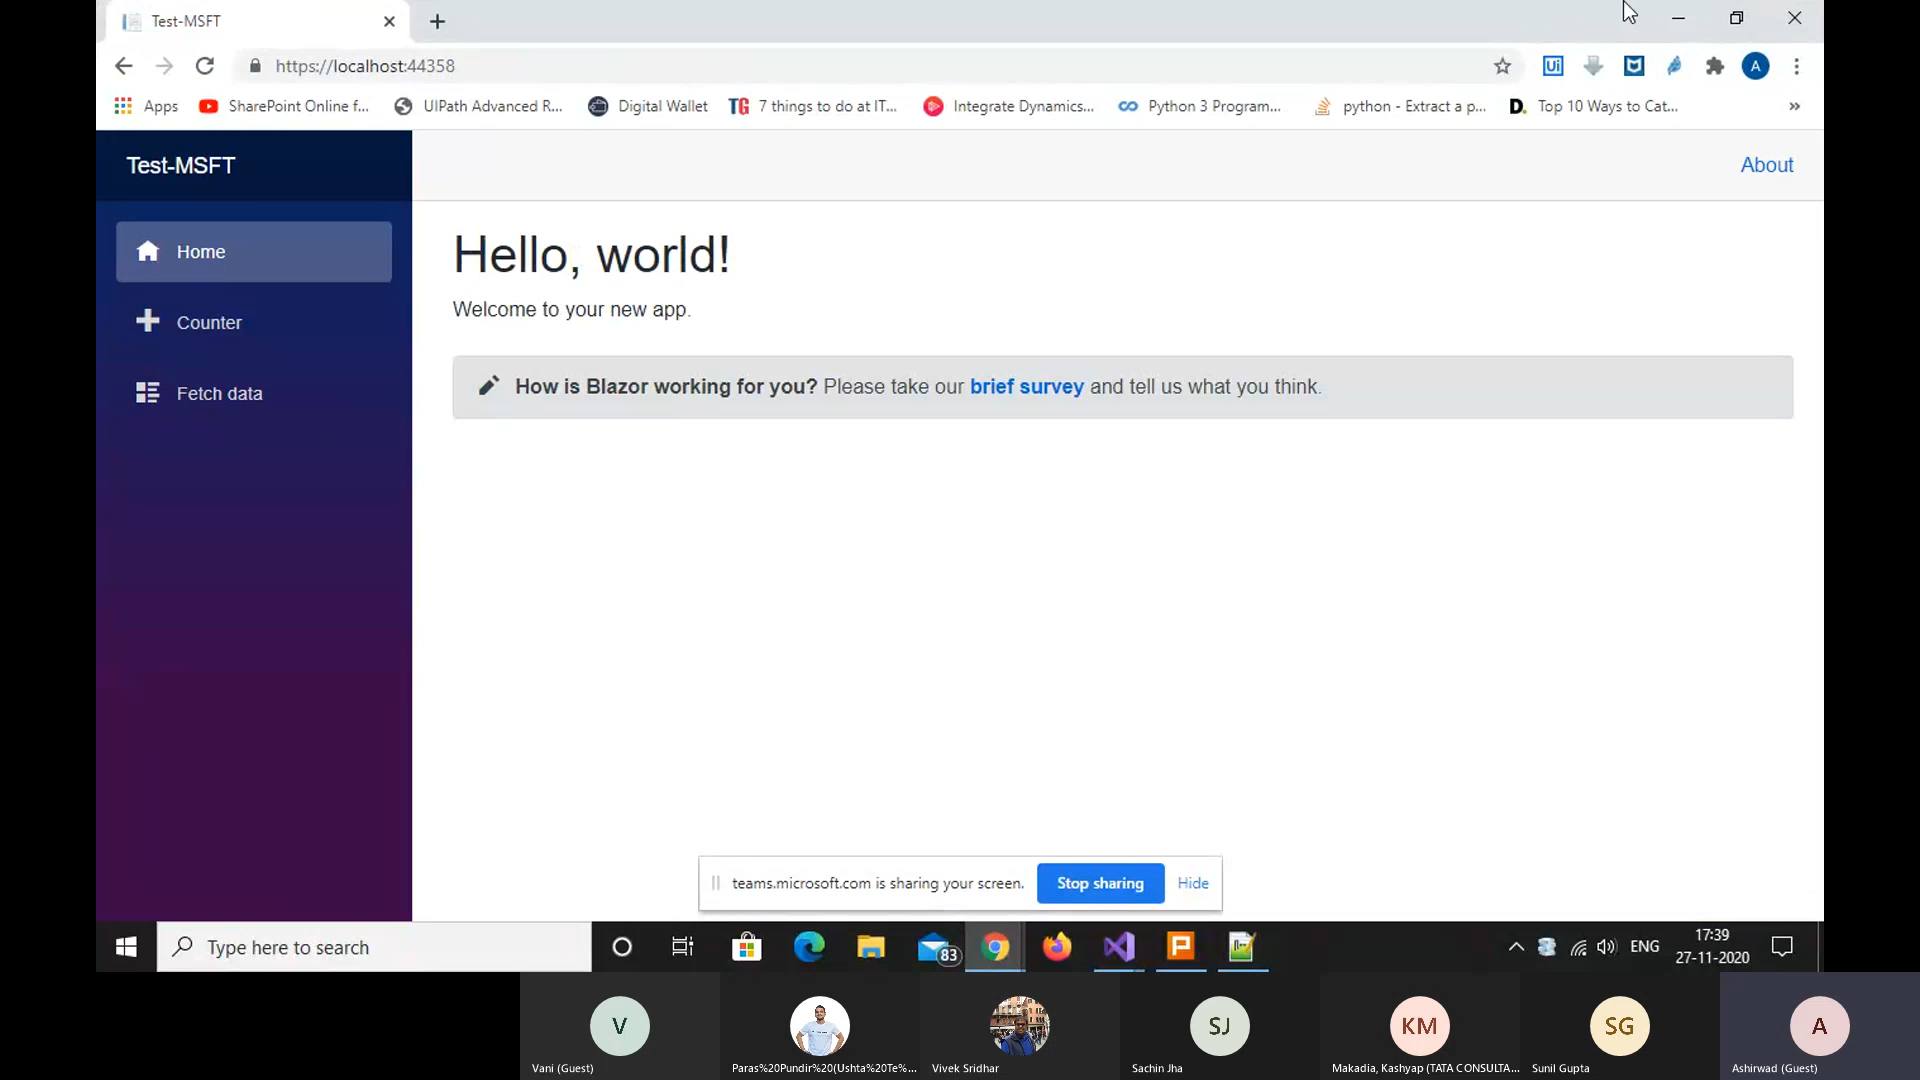 Test-MSFT
https://localhost:44358
Ui
A
Apps
SharePoint Online f...
UIPath Advanced R...
Digital Wallet
TG 7 things to do at IT...
Integrate Dynamics...
Python 3 Program...
python - Extract a p...
D. Top 10 Ways to Cat...
»
Test-MSFT
About
Home
Counter
Fetch data
Hello, world!
Welcome to your new app.
How is Blazor working for you? Please take our brief survey and tell us what you think.
teams.microsoft.com is sharing your screen.
Stop sharing
Hide
Type here to search
83
ENG
17:39
27-11-2020
V
SJ
KM
SG
A
Vani (Guest)
Paras%20Pundir%20(Ushta%20Te%...
Vivek Sridhar
Sachin Jha
Makadia, Kashyap (TATA CONSULTA...
Sunil Gupta
Ashirwad (Guest)